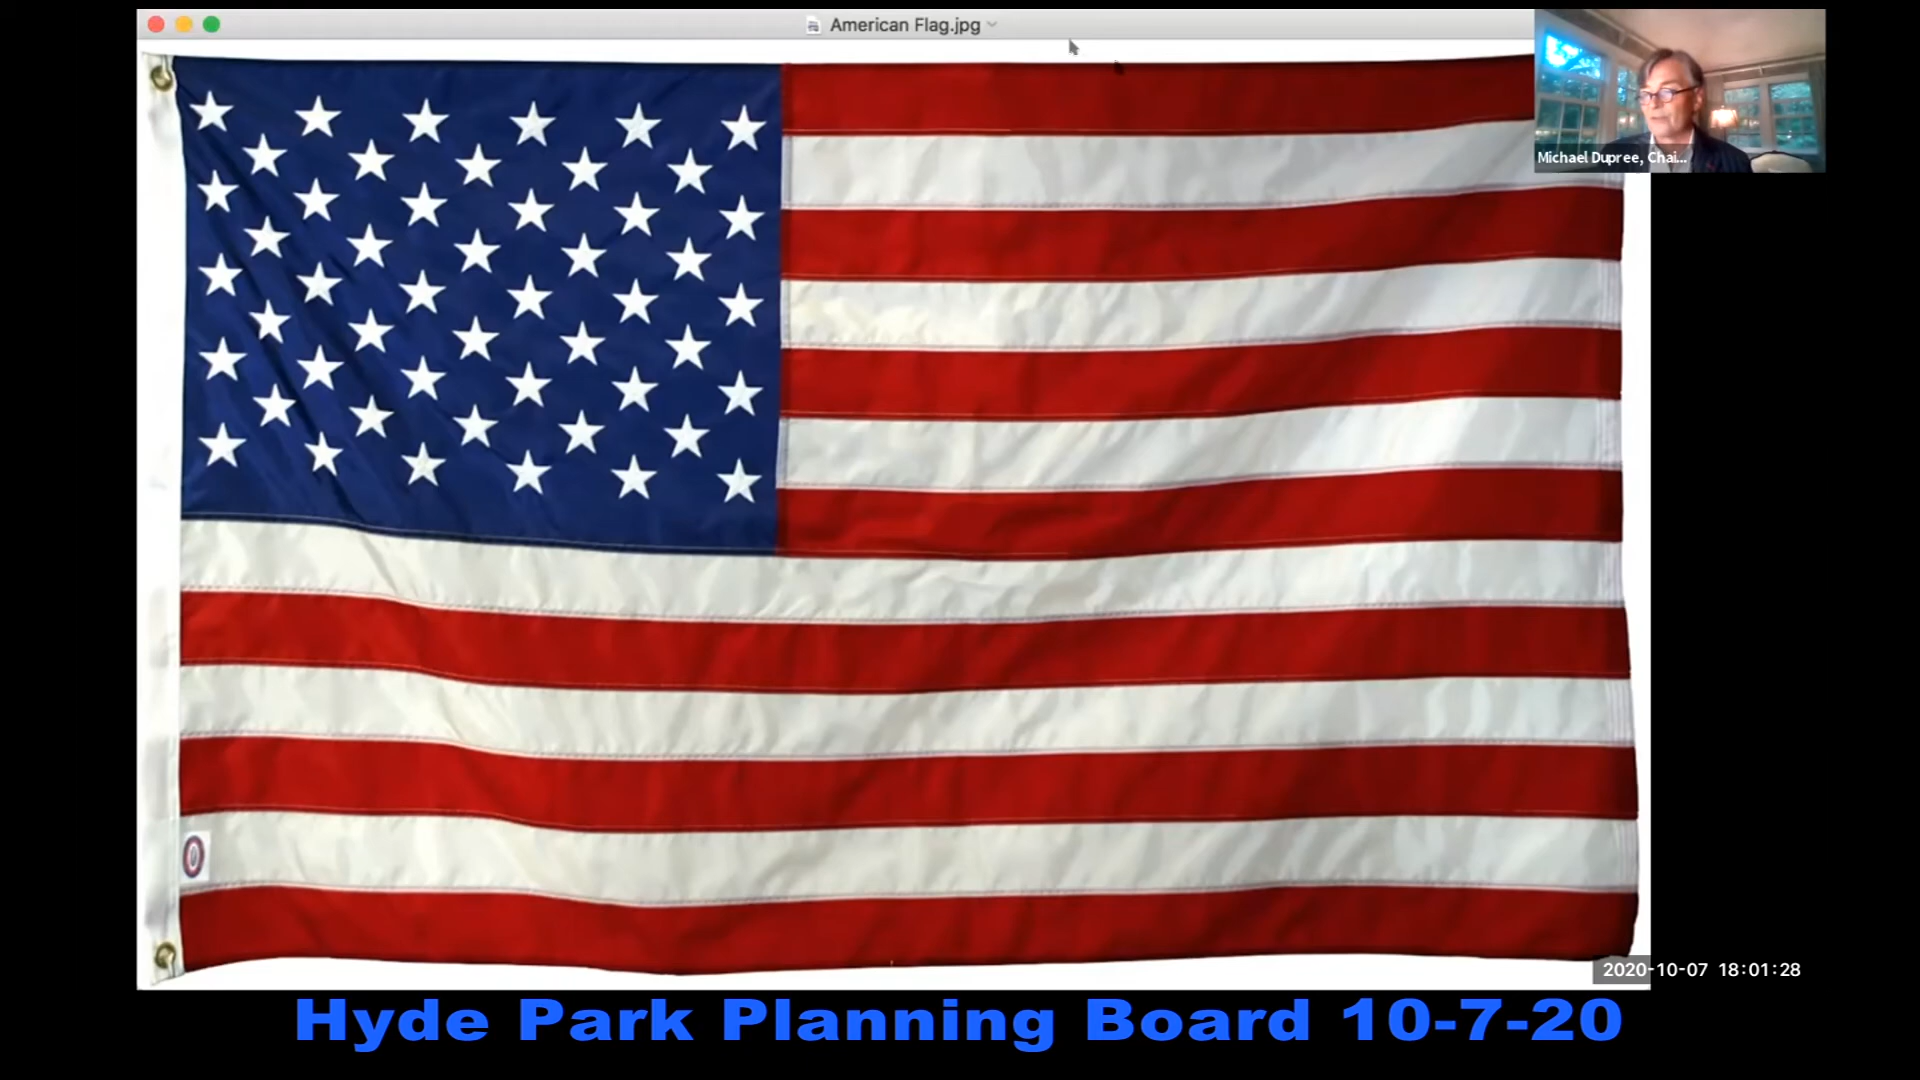 American Flag.jpg
Michael Dupree, Chai...
2020-10-07 18:01:28
Hyde Park Planning Board 10-7-20